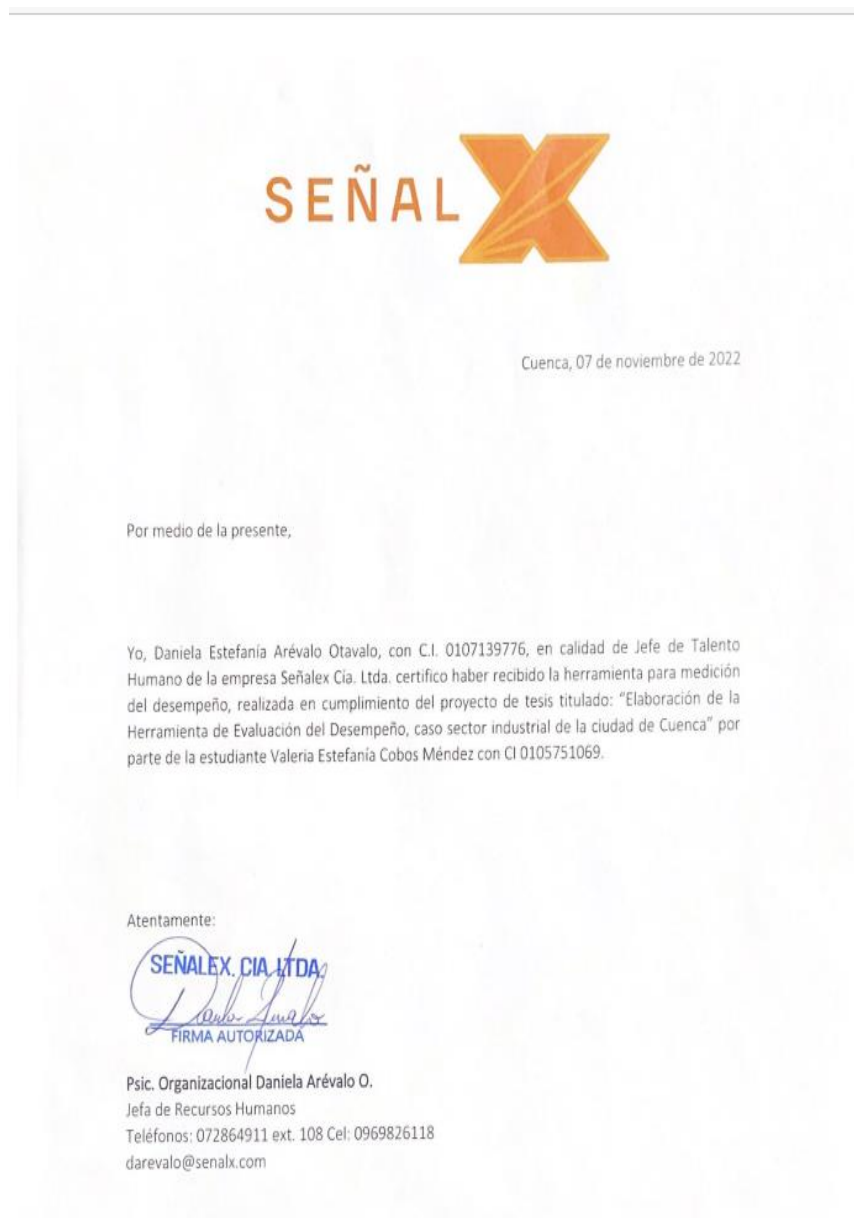 SEÑAL X
Cuenca, 07 de noviembre de 2022
Por medio de la presente,
Yo, Daniela Estefanía Arévalo Otavalo, con C.I. 0107139776, en calidad de Jefe de Talento
Humano de la empresa Señalex Cia. Ltda. certifico haber recibido la herramienta para medición
del desempeño, realizada en cumplimiento del proyecto de tesis titulado: “Elaboración de la
Herramienta de Evaluación del Desempeño, caso sector industrial de la ciudad de Cuenca” por
parte de la estudiante Valeria Estefanía Cobos Méndez con CI 0105751069.
Atentamente:
SEÑALEX. CIA LTDA.
FIRMA AUTORIZADA
Psic. Organizacional Daniela Arévalo O.
Jefa de Recursos Humanos
Teléfonos: 072864911 ext. 108 Cel: 0969826118
darevalo@senalx.com